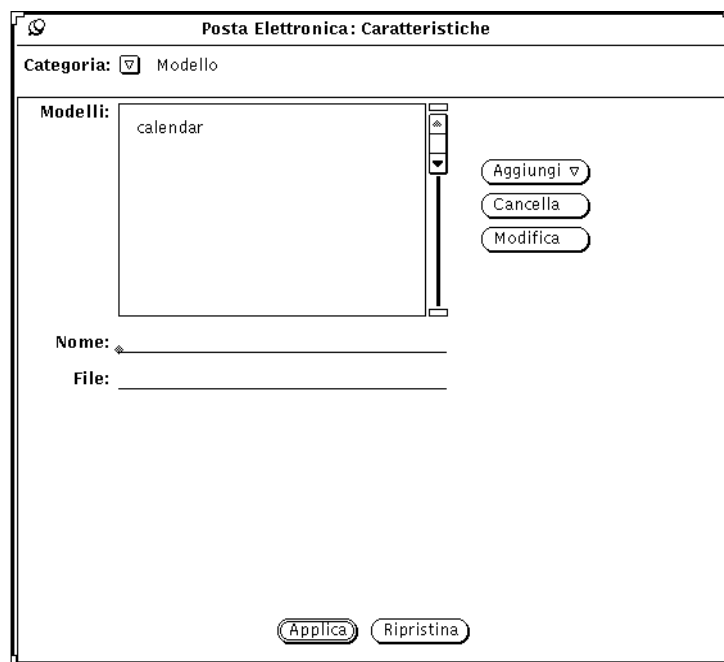 Posta Elettronica: Caratteristiche
Categoria: Modello
Modelli:
calendar
Aggiungi
Cancella
Modifica
Nome:
File:
Applica Ripristina